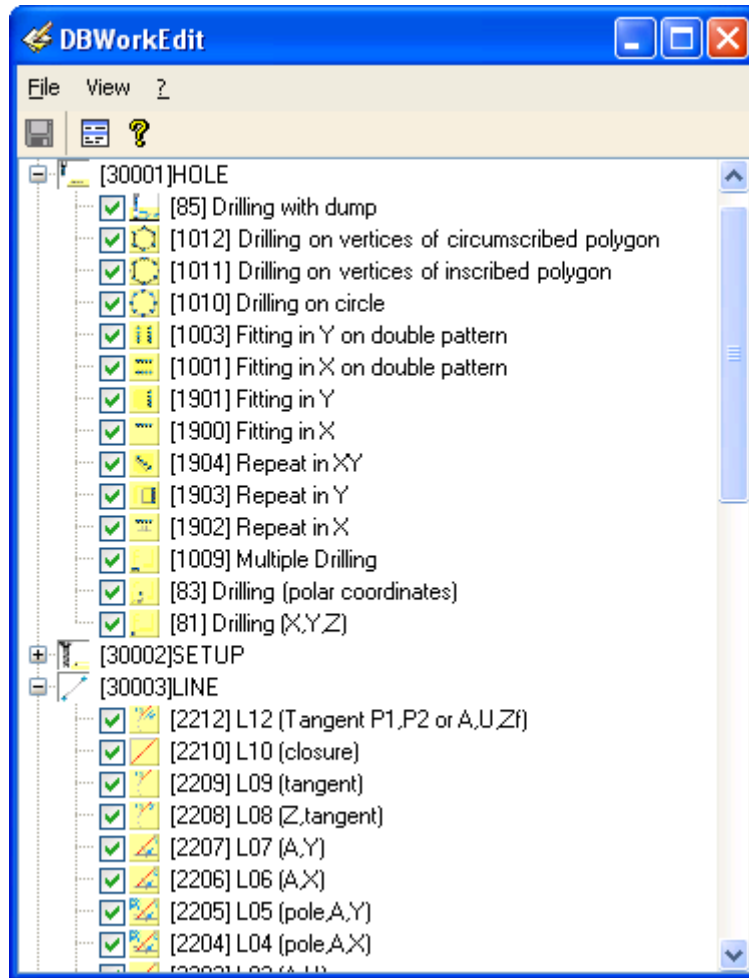 DBWorkEdit
File View ?
[30001]HOLE
[85] Drilling with dump
[1012] Drilling on vertices of circumscribed polygon
[1011] Drilling on vertices of inscribed polygon
[1010] Drilling on circle
[1003] Fitting in Y on double pattern
[1001] Fitting in X on double pattern
[1901] Fitting in Y
[1900] Fitting in X
[1904] Repeat in XY
[1903] Repeat in Y
[1902] Repeat in X
[1009] Multiple Drilling
[83] Drilling (polar coordinates)
[81] Drilling (X,Y,Z)
[30002]SETUP
[30003]LINE
[2212] L12 (Tangent P1,P2 or A,U,Zf)
[2210] L10 (closure)
[2209] L09 (tangent)
[2208] L08 (Z,tangent)
[2207] L07 (A,Y)
[2206] L06 (A,X)
[2205] L05 (pole,A,Y)
[2204] L04 (pole,A,X)